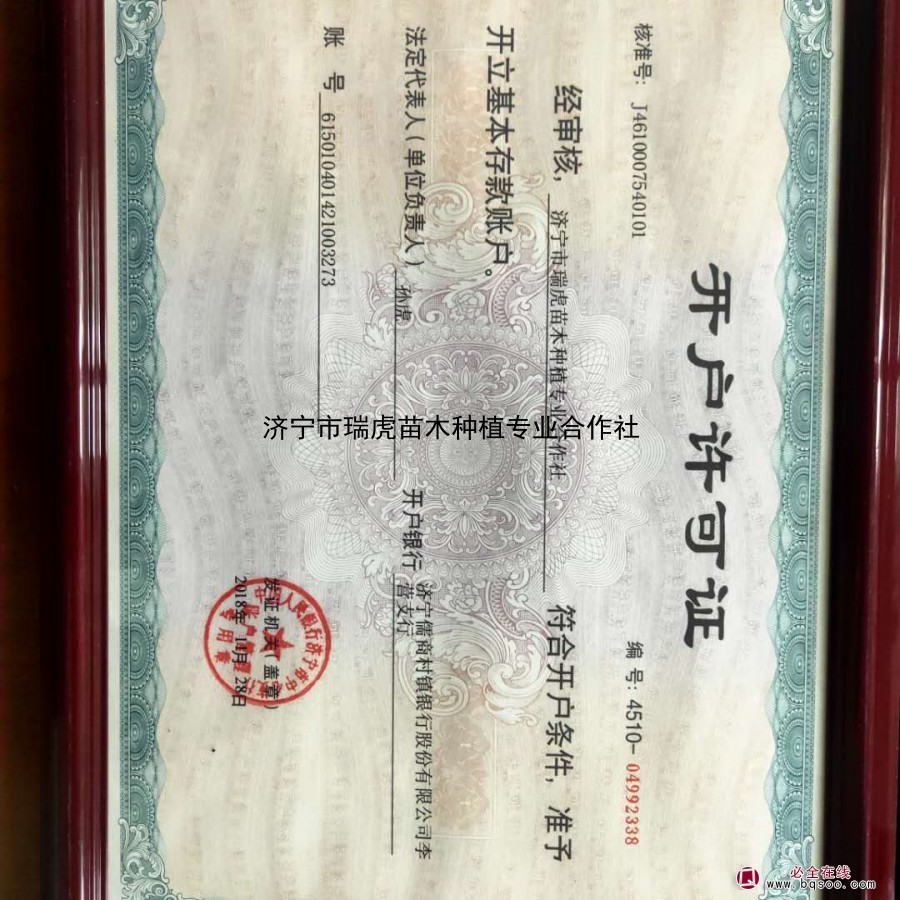 开户许可证
核准号: J4610007540101
编号: 4510-04992338
经审核, 济宁市瑞虎苗木种植专业合作社 符合开户条件, 准予
开立基本存款账户。
法定代表人(单位负责人) 孙虎 开户银行 济宁儒商村镇银行股份有限公司李
营支行
账 号 615010401421003273
发证机关(盖章)
2018年 11月 28日
济宁市瑞虎苗木种植专业合作社
必全在线
www.bqsoo.com